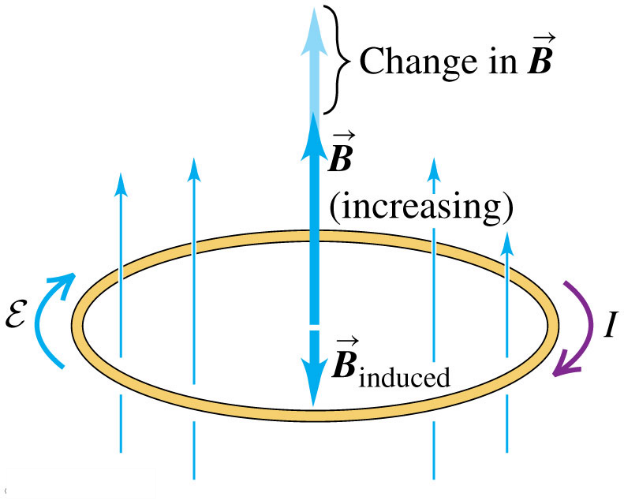 Change in B⃗
B⃗
(increasing)
ℰ
I
B⃗induced